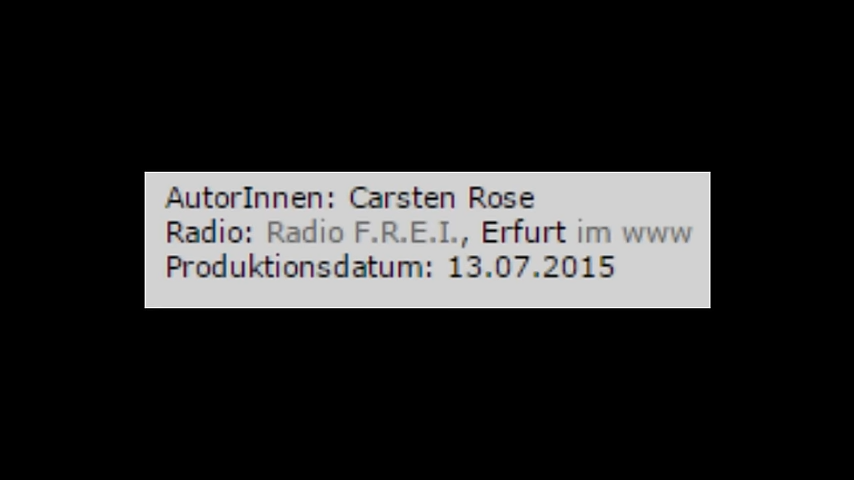 AutorInnen: Carsten Rose
Radio: Radio F.R.E.I., Erfurt im www
Produktionsdatum: 13.07.2015